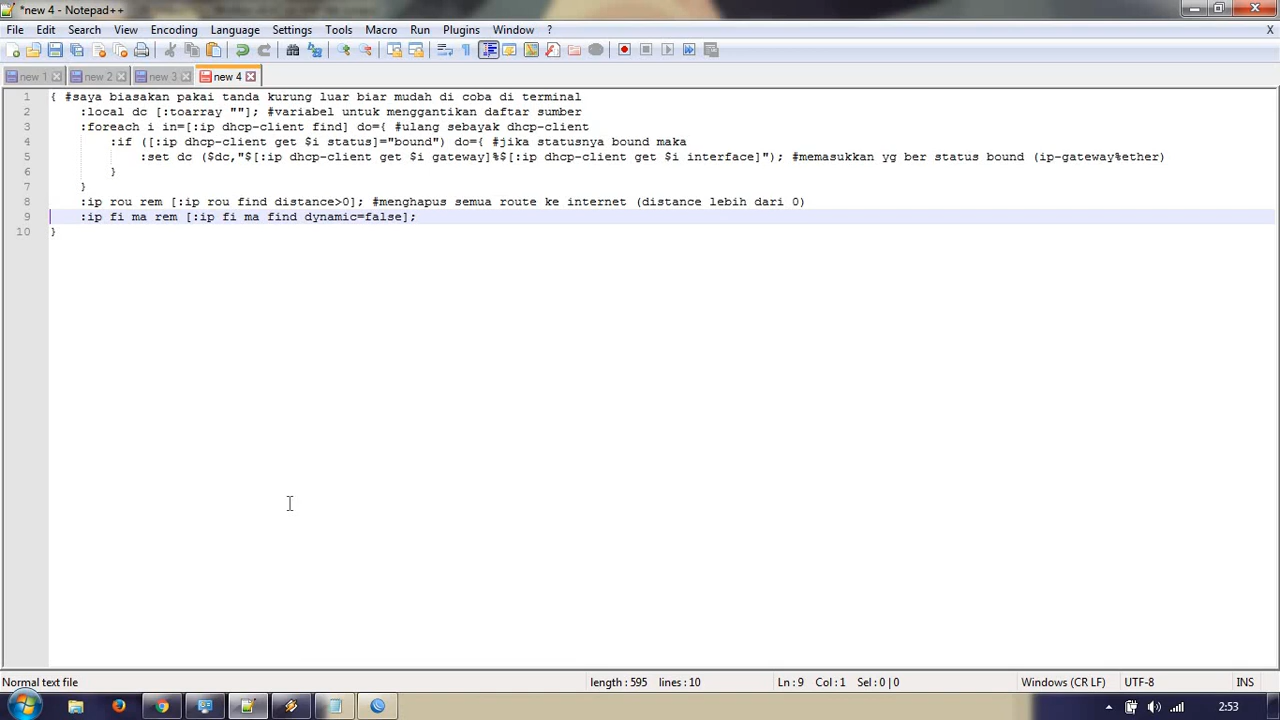 *new 4 - Notepad++
File Edit Search View Encoding Language Settings Tools Macro Run Plugins Window ? X
new 1 new 2 new 3 new 4
1 { #saya biasakan pakai tanda kurung luar biar mudah di coba di terminal
2 :local dc [:toarray ""]; #variabel untuk menggantikan daftar sumber
3 :foreach i in=[:ip dhcp-client find] do={ #ulang sebayak dhcp-client
4 :if ([:ip dhcp-client get $i status]="bound") do={ #jika statusnya bound maka
5 :set dc ($dc,"$[:ip dhcp-client get $i gateway]%$[:ip dhcp-client get $i interface]"); #memasukkan yg ber status bound (ip-gateway%ether)
6 }
7 }
8 :ip rou rem [:ip rou find distance>0]; #menghapus semua route ke internet (distance lebih dari 0)
9 :ip fi ma rem [:ip fi ma find dynamic=false];
10 }
Normal text file length : 595 lines : 10 Ln : 9 Col : 1 Sel : 0 | 0 Windows (CR LF) UTF-8 INS
2:53